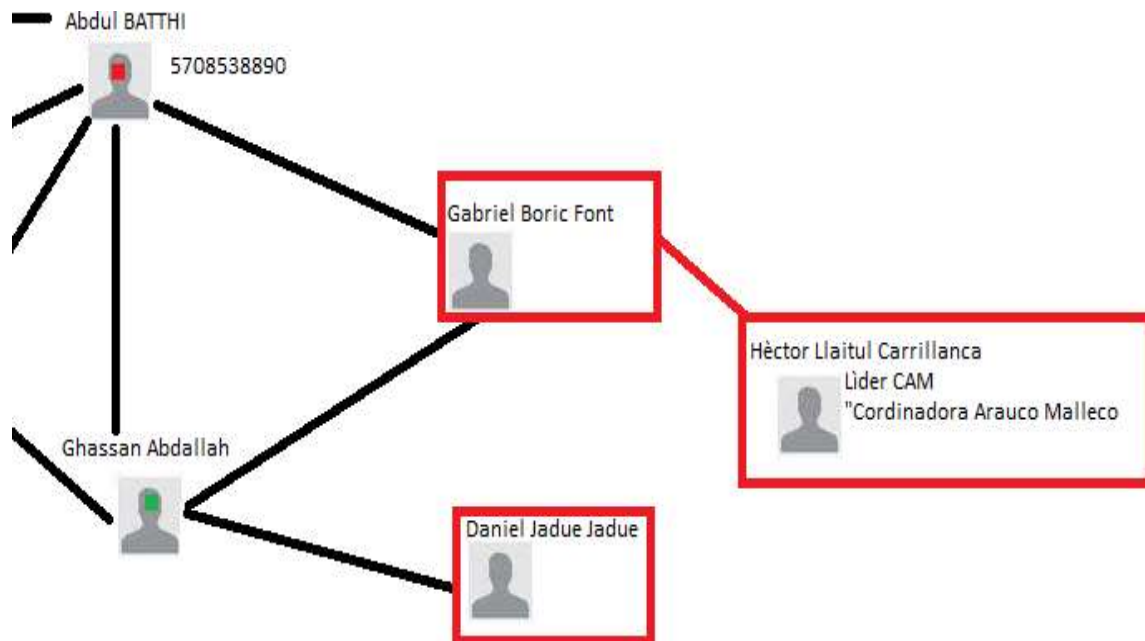 Abdul BATTHI
5708538890
Gabriel Boric Font
Hèctor Llaitul Carrillanca
Lìder CAM
"Cordinadora Arauco Malleco
Ghassan Abdallah
Daniel Jadue Jadue